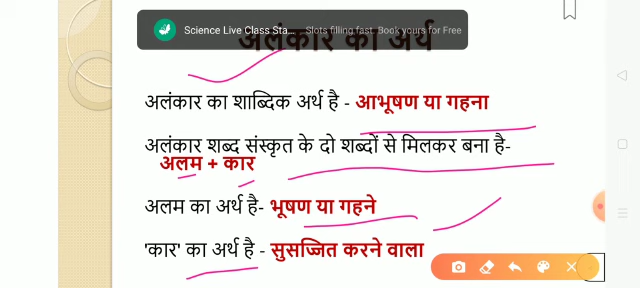 Science Live Class Sta... Slots filling fast. Book yours for Free
अलंकार का अर्थ
अलंकार का शाब्दिक अर्थ है - आभूषण या गहना
अलंकार शब्द संस्कृत के दो शब्दों से मिलकर बना है-
अलम + कार
अलम का अर्थ है- भूषण या गहने
'कार' का अर्थ है - सुसज्जित करने वाला